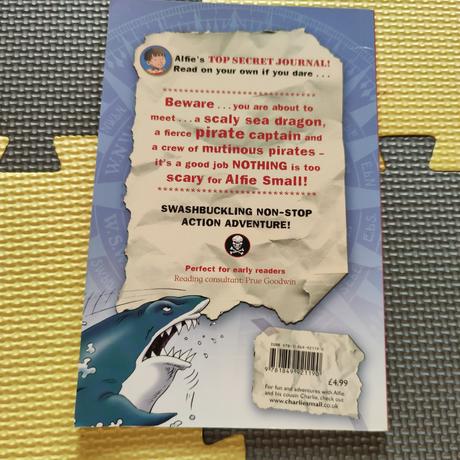 Alfie's TOP SECRET JOURNAL!
Read on your own if you dare . . .
Beware . . . you are about to
meet . . . a scaly sea dragon,
a fierce pirate captain and
a crew of mutinous pirates –
it's a good job NOTHING is too
scary for Alfie Small!
SWASHBUCKLING NON-STOP
ACTION ADVENTURE!
Perfect for early readers
Reading consultant: Prue Goodwin
9 781849 921190
£4.99
For fun and adventures with Alfie
and his cousin Charlie, check out
www.charliesmall.co.uk